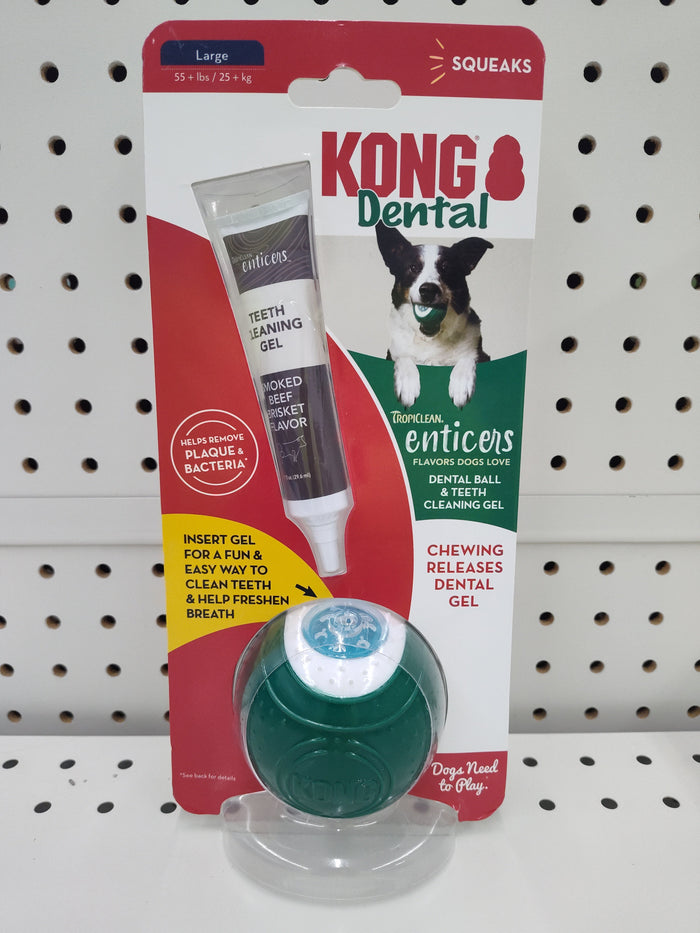 Large
55 + lbs / 25 + kg
SQUEAKS
KONG
Dental
TROPICLEAN
enticers
TEETH
CLEANING
GEL
SMOKED
BEEF
BRISKET
FLAVOR
HELPS REMOVE
PLAQUE &
BACTERIA*
TROPICLEAN.
enticers
FLAVORS DOGS LOVE
DENTAL BALL
& TEETH
CLEANING GEL
INSERT GEL
FOR A FUN &
EASY WAY TO
CLEAN TEETH
& HELP FRESHEN
BREATH
CHEWING
RELEASES
DENTAL
GEL
KONG
*See back for details
Dogs Need
to Play.